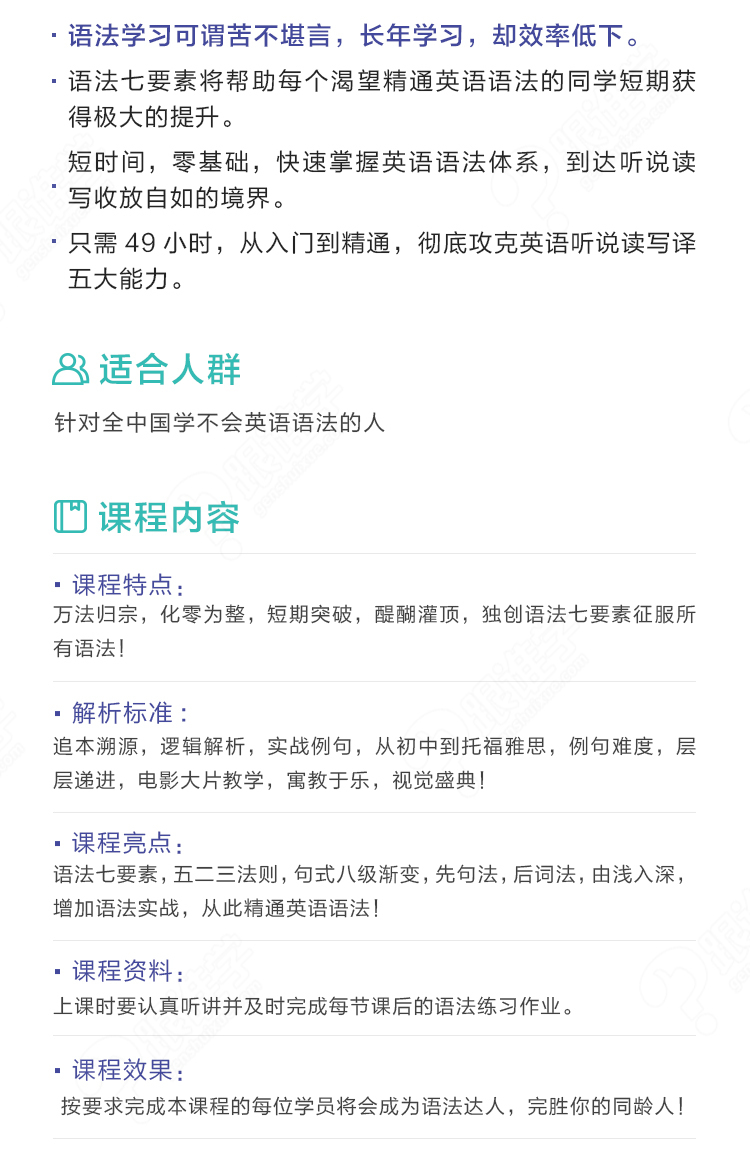 · 语法学习可谓苦不堪言，长年学习，却效率低下。
· 语法七要素将帮助每个渴望精通英语语法的同学短期获
得极大的提升。
· 短时间，零基础，快速掌握英语语法体系，到达听说读
写收放自如的境界。
· 只需 49 小时，从入门到精通，彻底攻克英语听说读写译
五大能力。
适合人群
针对全中国学不会英语语法的人
课程内容
· 课程特点：
万法归宗，化零为整，短期突破，醍醐灌顶，独创语法七要素征服所
有语法！
· 解析标准：
追本溯源，逻辑解析，实战例句，从初中到托福雅思，例句难度，层
层递进，电影大片教学，寓教于乐，视觉盛典！
· 课程亮点：
语法七要素，五二三法则，句式八级渐变，先句法，后词法，由浅入深，
增加语法实战，从此精通英语语法！
· 课程资料：
上课时要认真听讲并及时完成每节课后的语法练习作业。
· 课程效果：
按要求完成本课程的每位学员将会成为语法达人，完胜你的同龄人！